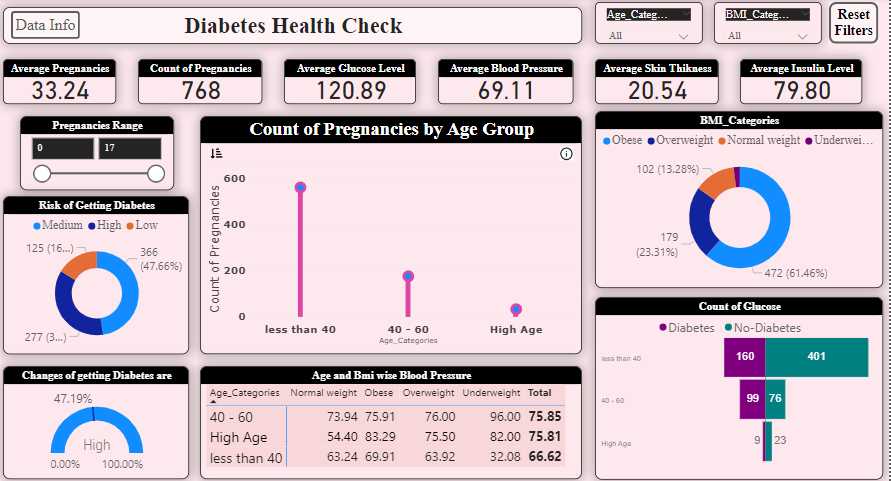 Data Info
Diabetes Health Check
Age_Categ...
All
BMI_Categ...
All
Reset
Filters
Average Pregnancies
33.24
Count of Pregnancies
768
Average Glucose Level
120.89
Average Blood Pressure
69.11
Average Skin Thikness
20.54
Average Insulin Level
79.80
Pregnancies Range
0 17
Risk of Getting Diabetes
Medium High Low
125 (16...)
366
(47.66%)
277 (3...)
Changes of getting Diabetes are
47.19%
High
0.00% 100.00%
Count of Pregnancies by Age Group
Count of Pregnancies
600
400
200
0
less than 40 40 - 60 High Age
Age_Categories
Age and Bmi wise Blood Pressure
Age_Categories Normal weight Obese Overweight Underweight Total
40 - 60 73.94 75.91 76.00 96.00 75.85
High Age 54.40 83.29 75.50 82.00 75.81
less than 40 63.24 69.91 63.92 32.08 66.62
BMI_Categories
Obese Overweight Normal weight Underwei...
102 (13.28%)
179
(23.31%)
472 (61.46%)
Count of Glucose
Diabetes No-Diabetes
less than 40 160 401
40 - 60 99 76
High Age 9 23